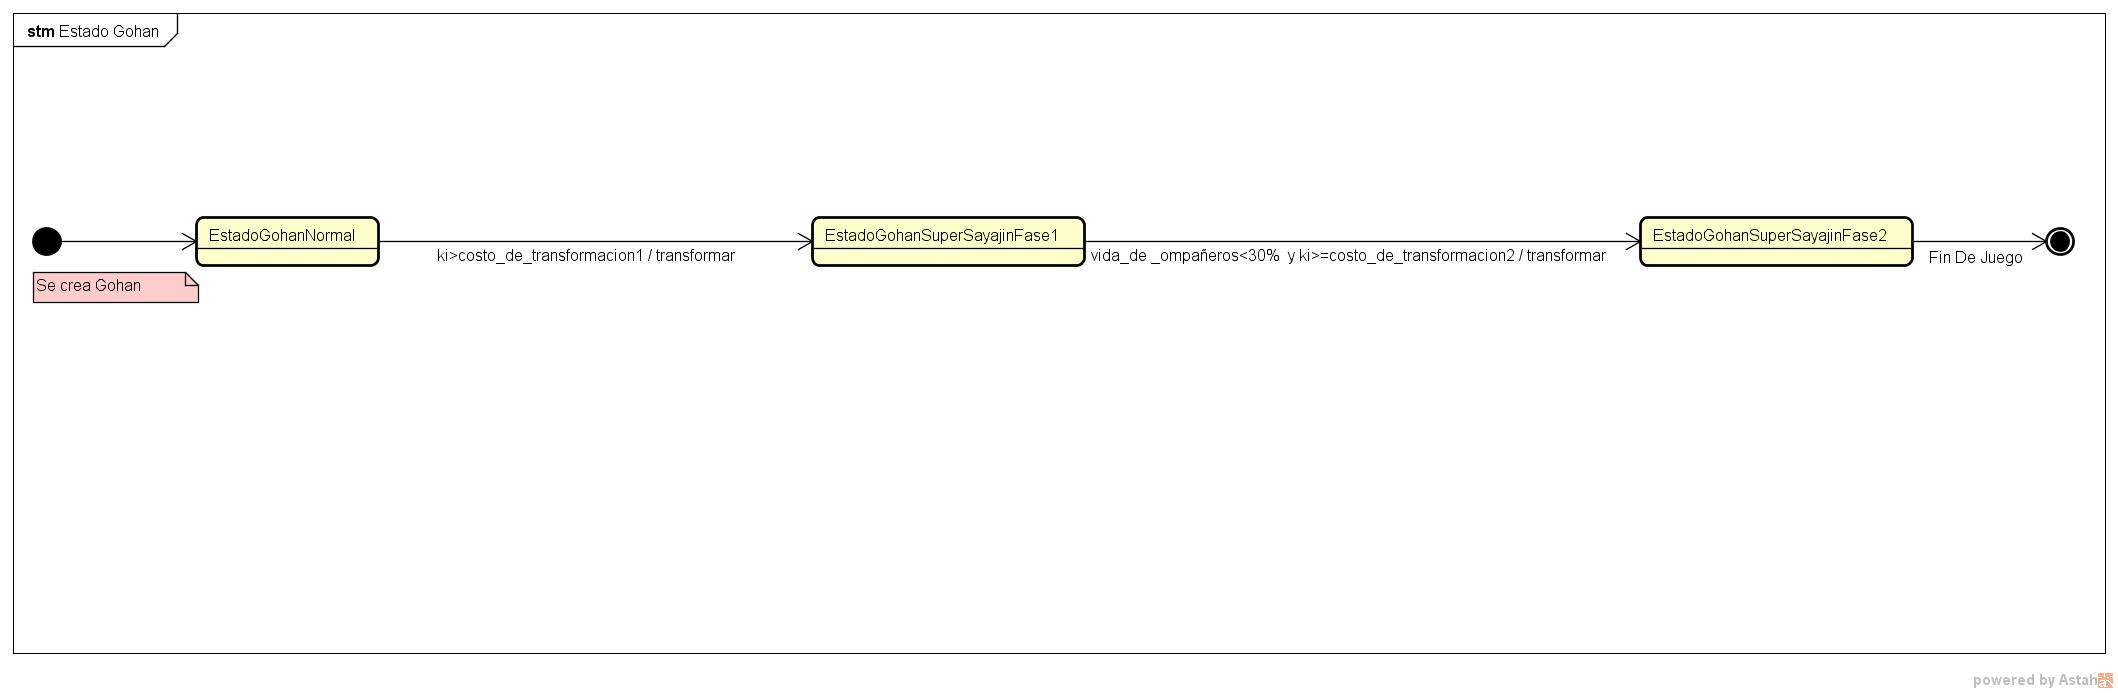 stm Estado Gohan
EstadoGohanNormal
EstadoGohanSuperSayajinFase1
EstadoGohanSuperSayajinFase2
ki>costo_de_transformacion1 / transformar
vida_de _ompañeros<30%  y ki>=costo_de_transformacion2 / transformar
Fin De Juego
Se crea Gohan
powered by Astah